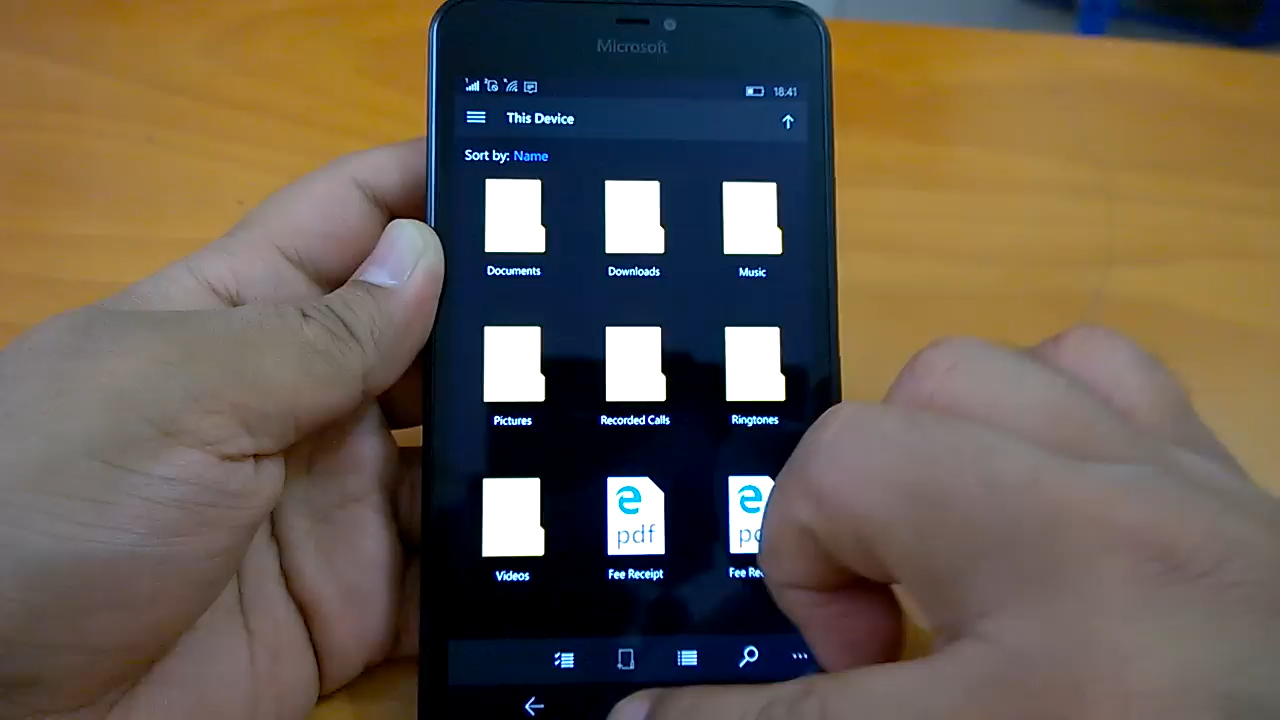 Microsoft
18:41
This Device
Sort by: Name
Documents Downloads Music
Pictures Recorded Calls Ringtones
e e
pdf
Videos Fee Receipt Fee